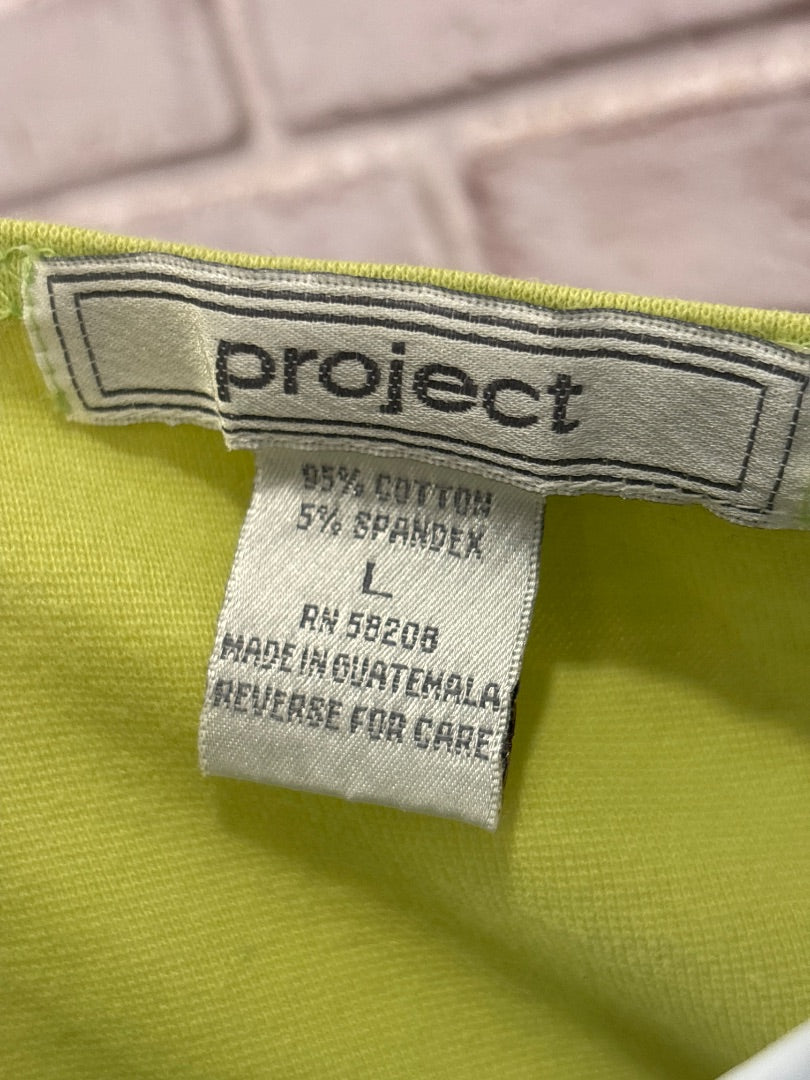 project
95% COTTON
5% SPANDEX
L
RN 58208
MADE IN GUATEMALA
REVERSE FOR CARE